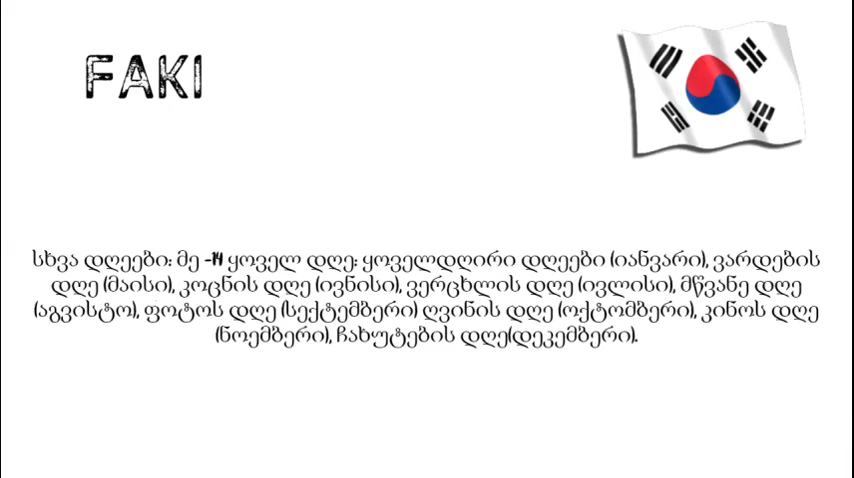 FAKI
სხვა დღეები: მე -14 ყოველ დღე: ყოველდღირი დღეები (იანვარი), ვარდების
დღე (მაისი), კოცნის დღე (ივნისი), ვერცხლის დღე (ივლისი), მწვანე დღე
(აგვისტო), ფოტოს დღე (სექტემბერი) ღვინის დღე (ოქტომბერი), კინოს დღე
(ნოემბერი), ჩახუტების დღე(დეკემბერი).